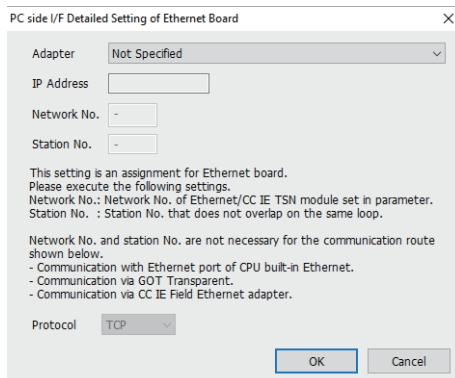 PC side I/F Detailed Setting of Ethernet Board
Adapter Not Specified
IP Address
Network No. -
Station No. -
This setting is an assignment for Ethernet board.
Please execute the following settings.
Network No.: Network No. of Ethernet/CC IE TSN module set in parameter.
Station No. : Station No. that does not overlap on the same loop.
Network No. and station No. are not necessary for the communication route
shown below.
- Communication with Ethernet port of CPU built-in Ethernet.
- Communication via GOT Transparent.
- Communication via CC IE Field Ethernet adapter.
Protocol TCP
OK Cancel